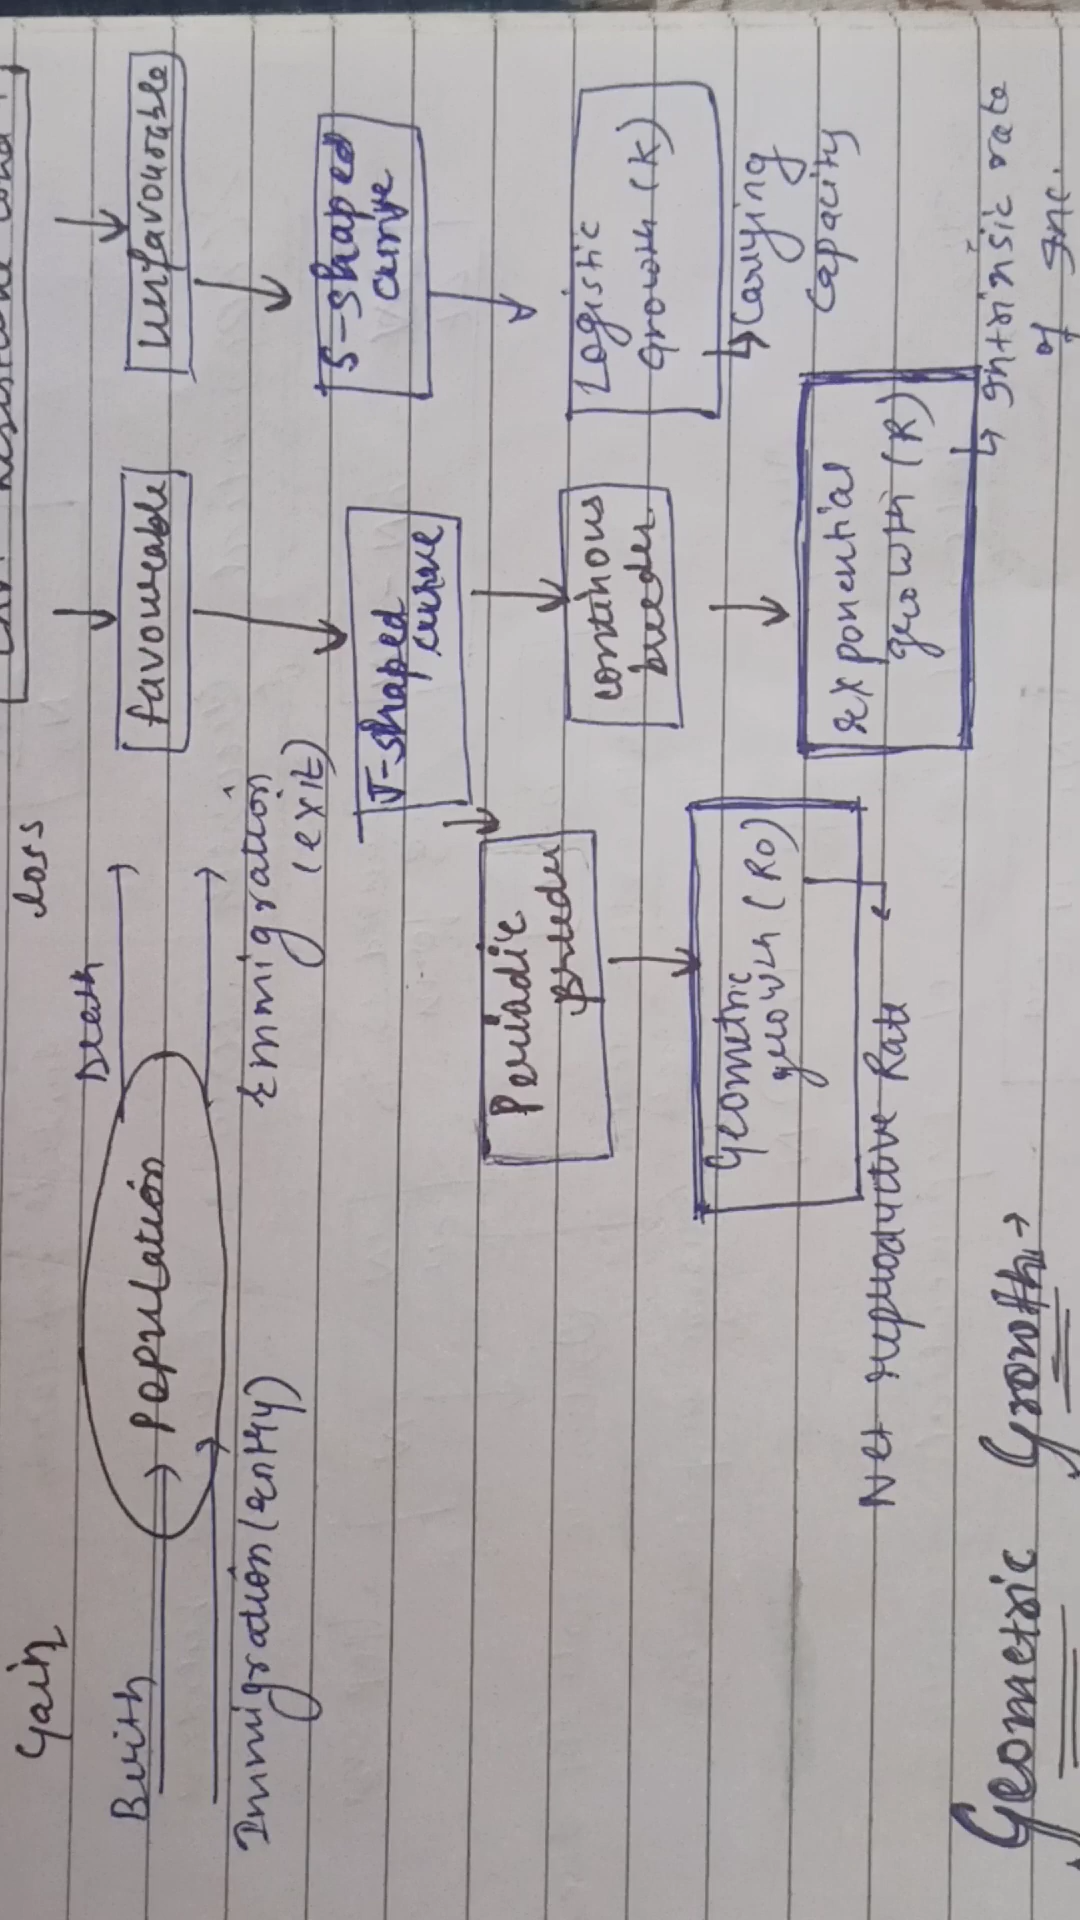 Gain
loss
Birth
Death
Population
Immigration (Entry)
Emmigration
(exit)
favoureable
unfavourable
J-shaped
curve
S-shaped
curve
Periodic
Breeder
continous
breeder
Logistic
Growth (K)
Carrying
capacity
Geometric
growth (Ro)
Net reproductive Rate
Exponential
growth (R)
Intrinsic rate
of Inc.
Geometric Growth →